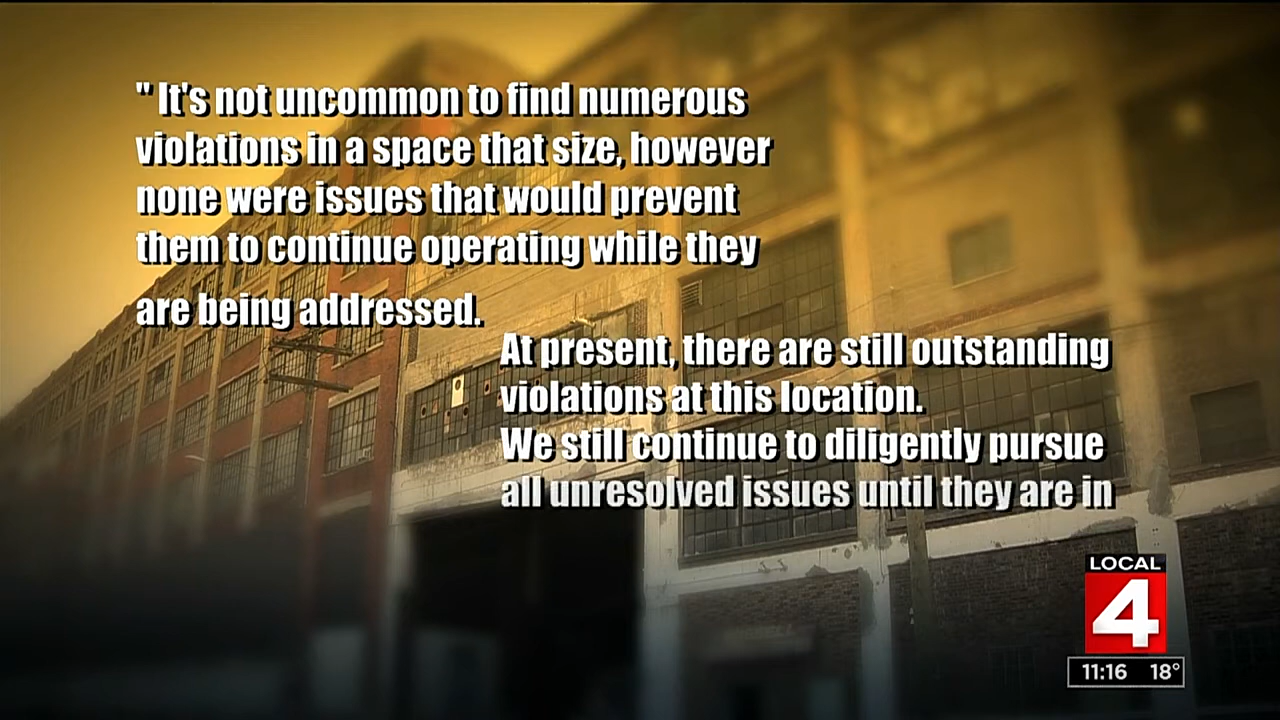 " It's not uncommon to find numerous
violations in a space that size, however
none were issues that would prevent
them to continue operating while they
are being addressed.
At present, there are still outstanding
violations at this location.
We still continue to diligently pursue
all unresolved issues until they are in
LOCAL
4
11:16 18°